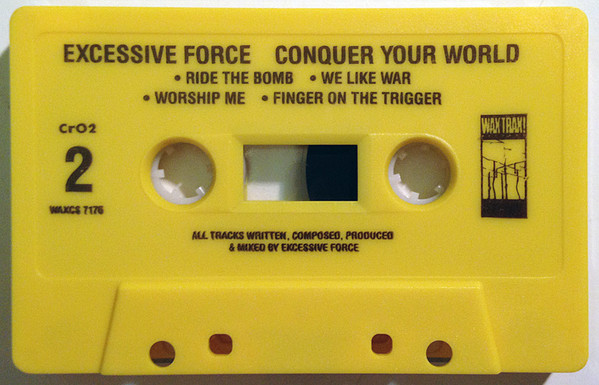 EXCESSIVE FORCE CONQUER YOUR WORLD
• RIDE THE BOMB • WE LIKE WAR
• WORSHIP ME • FINGER ON THE TRIGGER
CrO2
2
WAXCS 7176
WAX TRAX!
ALL TRACKS WRITTEN, COMPOSED, PRODUCED
& MIXED BY EXCESSIVE FORCE